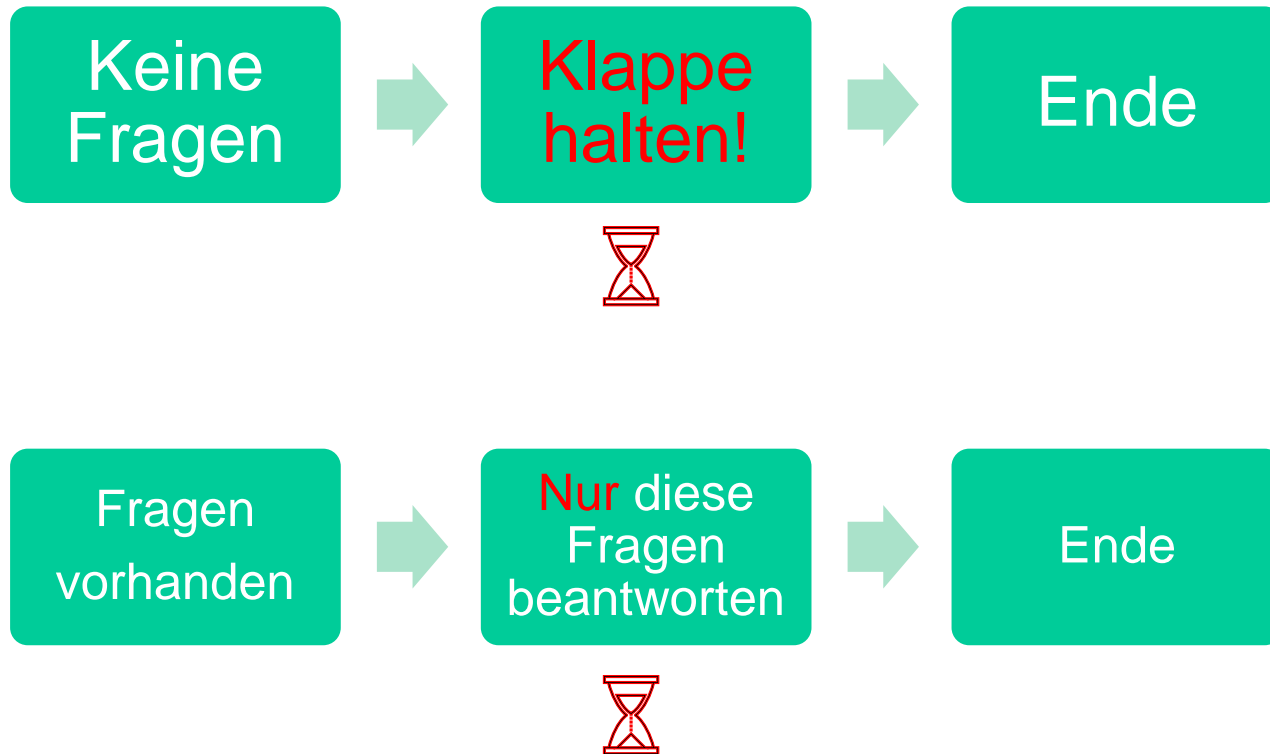 Keine
Fragen
Klappe
halten!
Ende
Fragen
vorhanden
Nur diese
Fragen
beantworten
Ende